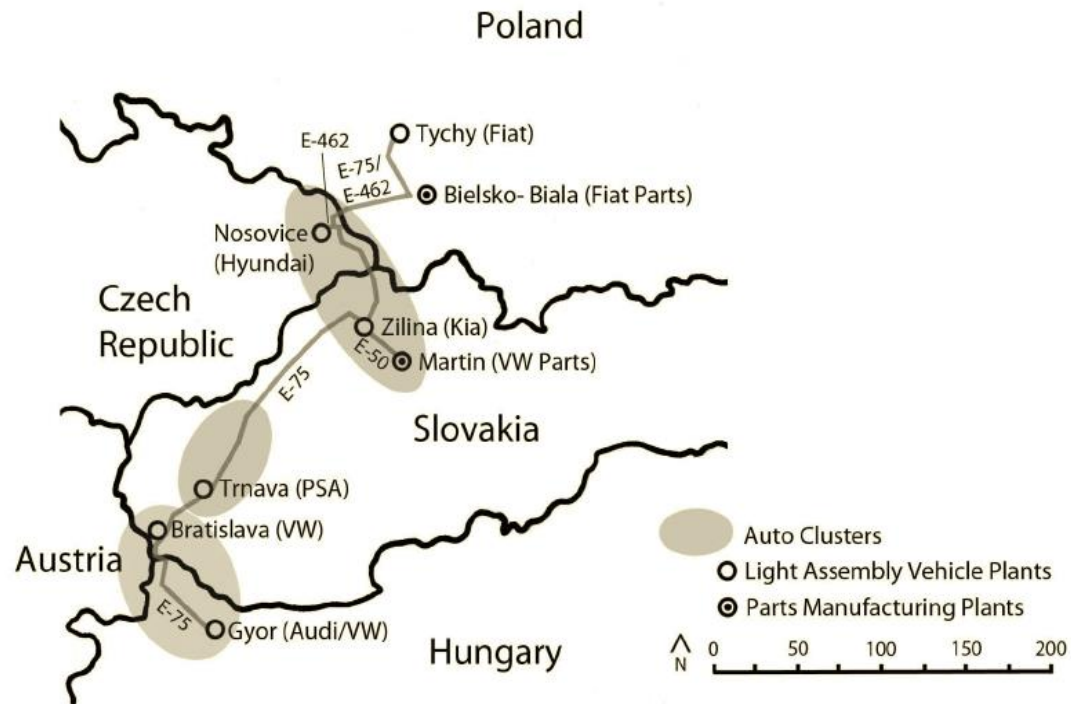 Poland
E-462
Tychy (Fiat)
E-75/
E-462
Bielsko- Biala (Fiat Parts)
Nosovice
(Hyundai)
Czech
Republic
Zilina (Kia)
E-50
Martin (VW Parts)
E-75
Slovakia
Trnava (PSA)
Bratislava (VW)
Austria
E-75
Gyor (Audi/VW)
Hungary
Auto Clusters
Light Assembly Vehicle Plants
Parts Manufacturing Plants
N
0 50 100 150 200